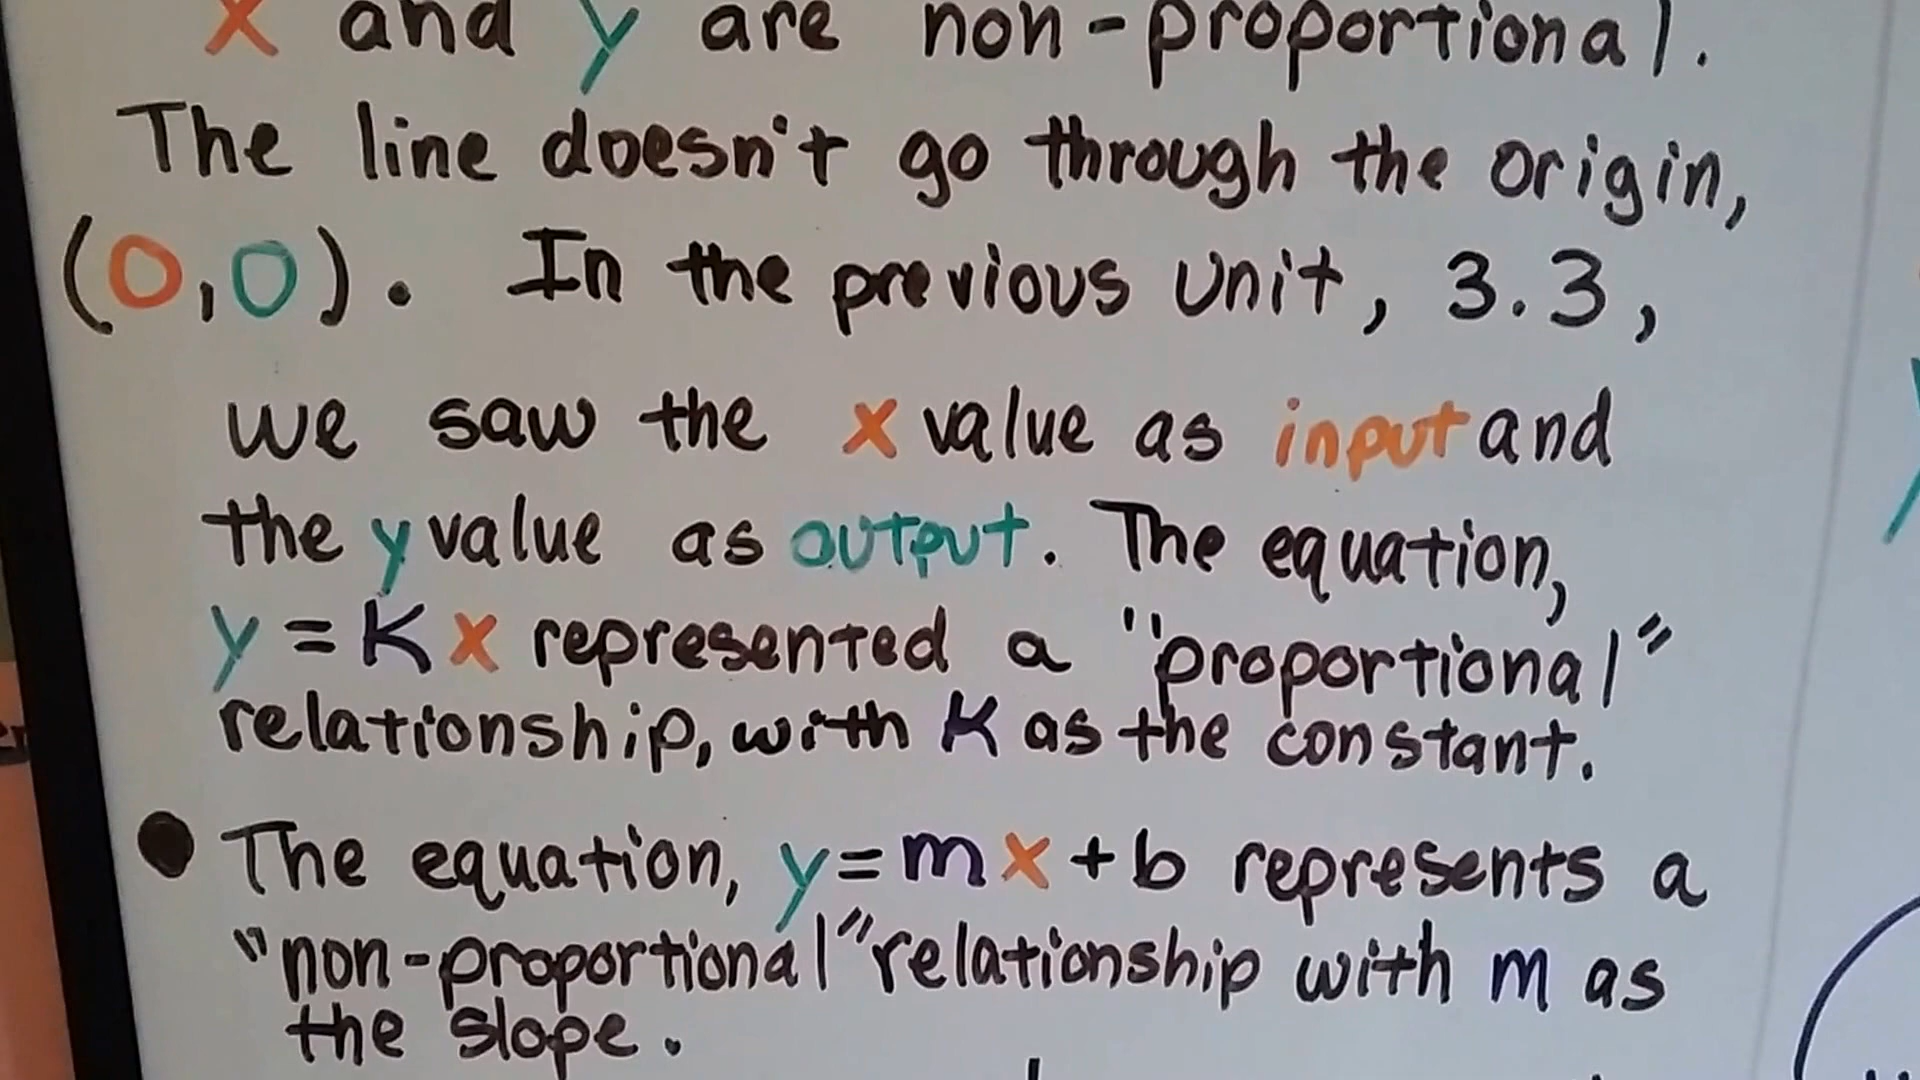 x and y are non-proportional.
The line doesn't go through the origin,
(0,0). In the previous unit, 3.3,
we saw the x value as input and
the y value as output. The equation,
y = Kx represented a "proportional"
relationship, with K as the constant.
● The equation, y=mx+b represents a
"non-proportional" relationship with m as
the slope.